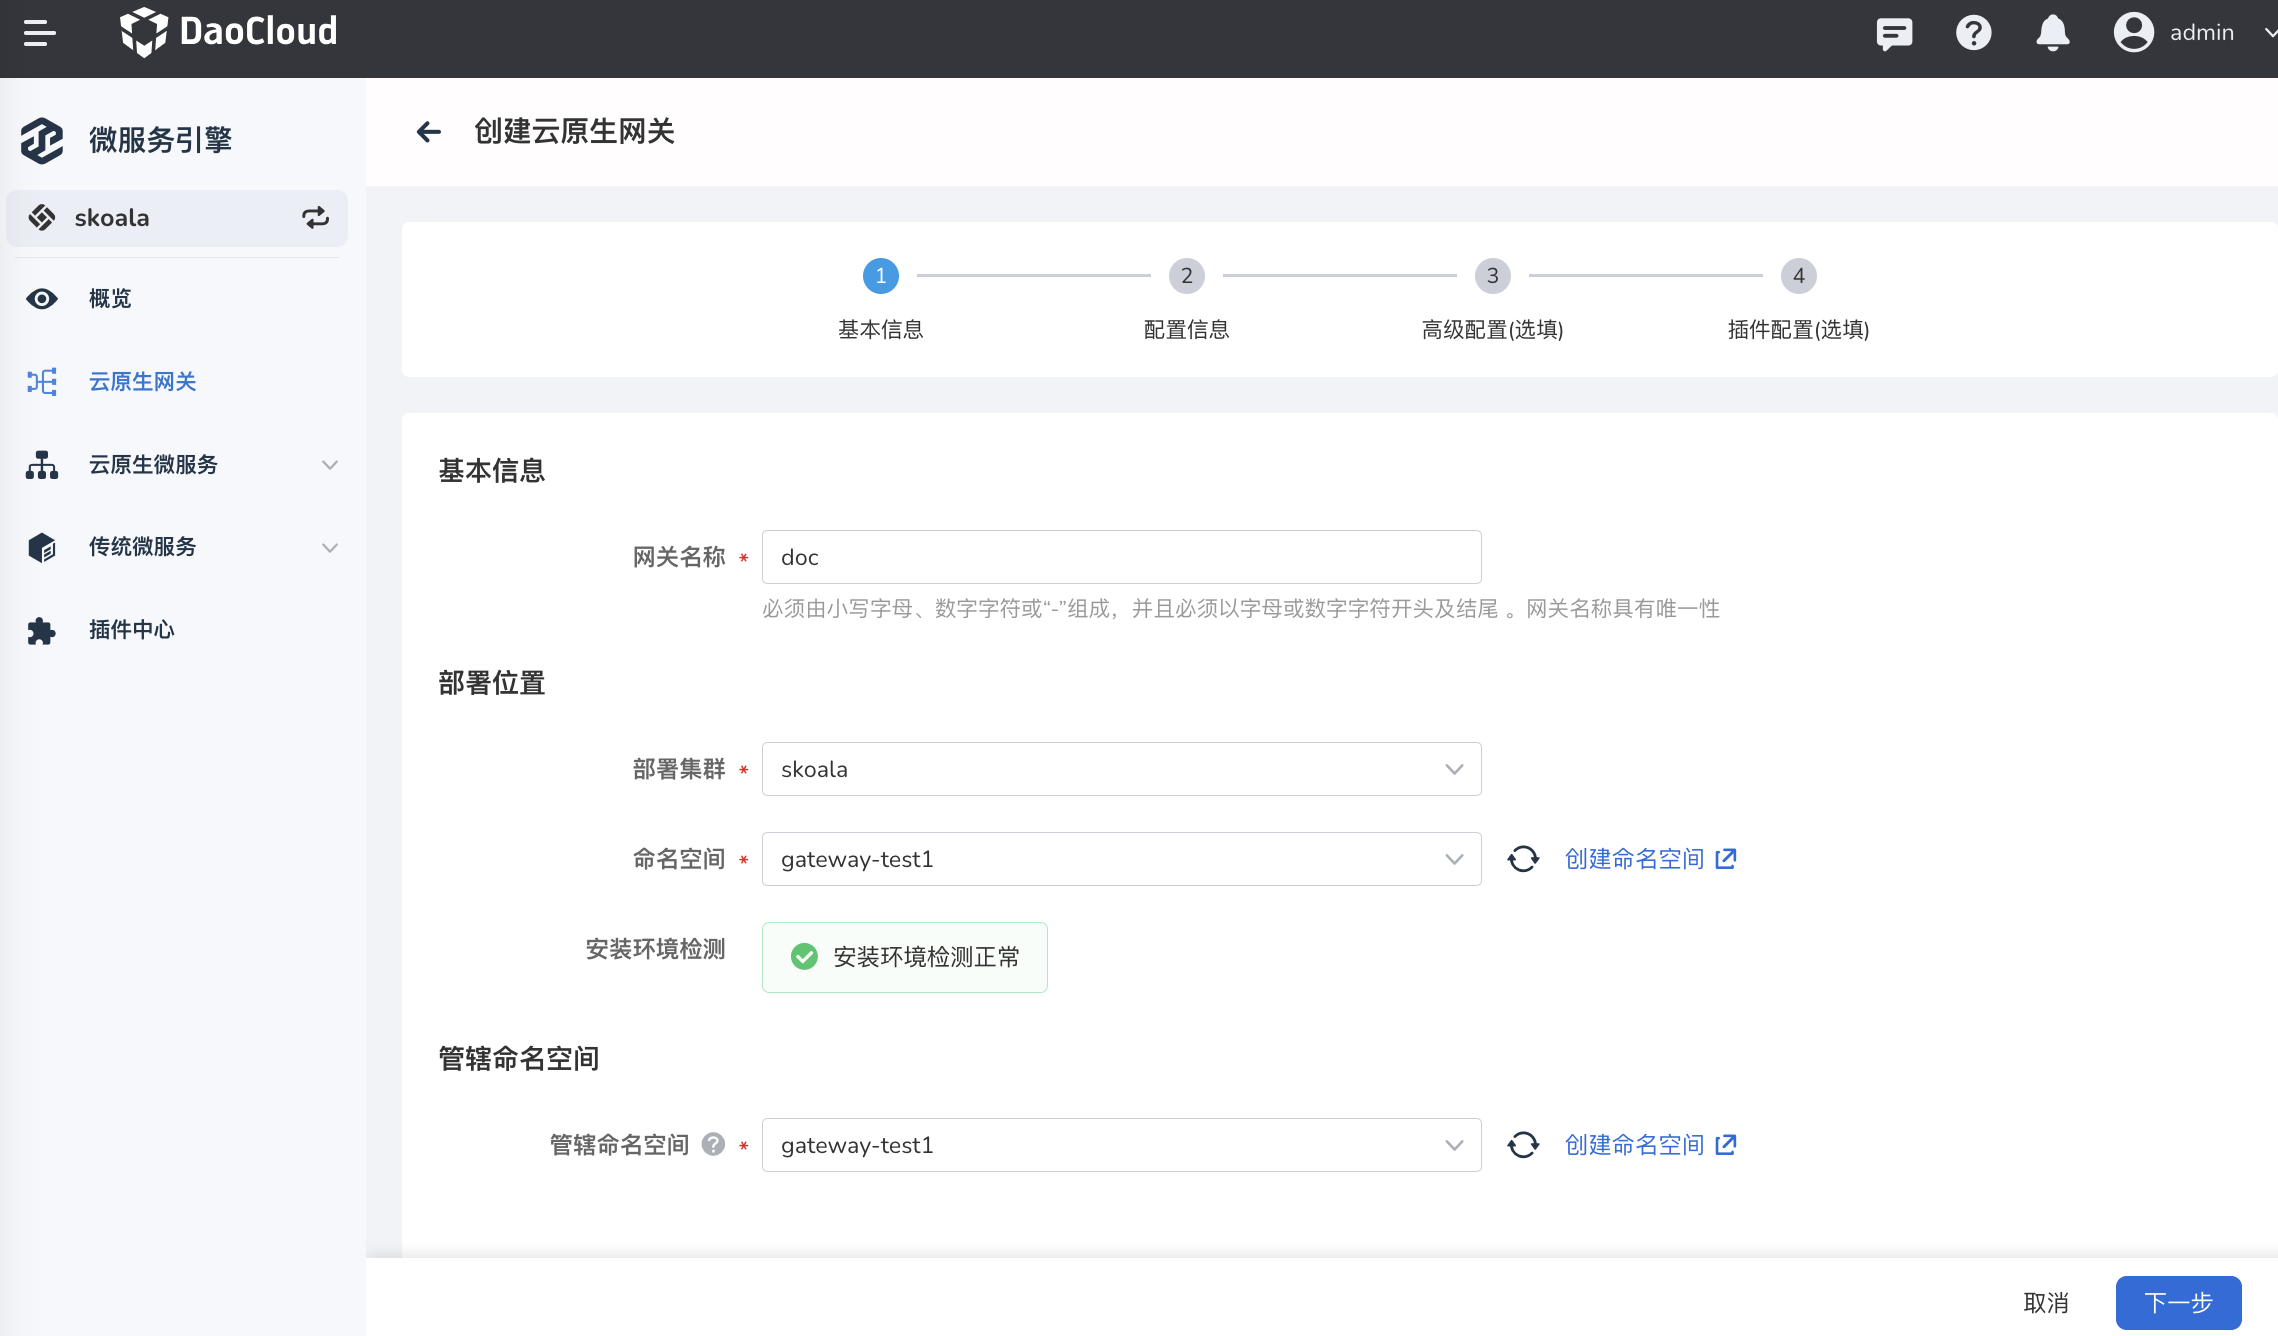 DaoCloud
admin
微服务引擎
skoala
概览
云原生网关
云原生微服务
传统微服务
插件中心
创建云原生网关
1
2
3
4
基本信息
配置信息
高级配置(选填)
插件配置(选填)
基本信息
网关名称 * doc
必须由小写字母、数字字符或“-”组成，并且必须以字母或数字字符开头及结尾 。网关名称具有唯一性
部署位置
部署集群 * skoala
命名空间 * gateway-test1 创建命名空间
安装环境检测 安装环境检测正常
管辖命名空间
管辖命名空间 ? * gateway-test1 创建命名空间
取消 下一步